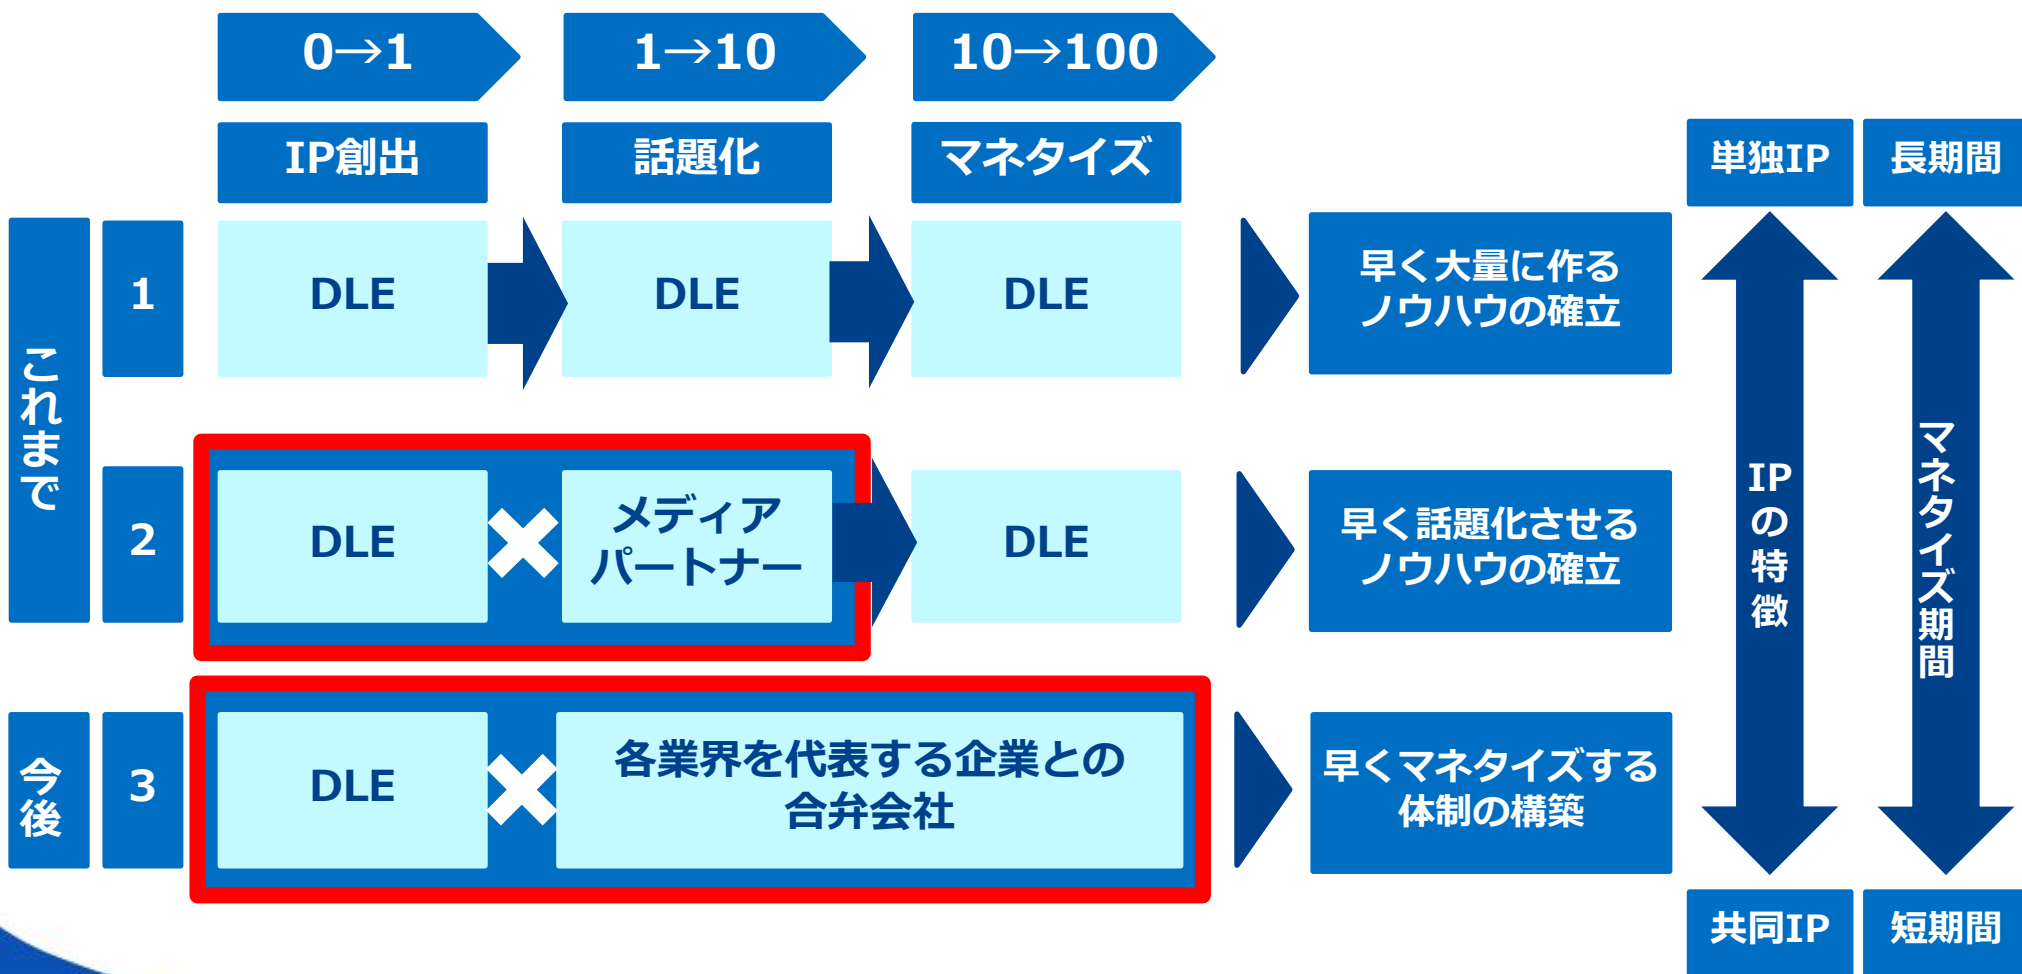 0→1
1→10
10→100
IP創出
話題化
マネタイズ
単独IP
長期間
これまで
1
DLE
DLE
DLE
早く大量に作る
ノウハウの確立
2
DLE
メディア
パートナー
DLE
早く話題化させる
ノウハウの確立
IPの特徴
マネタイズ期間
今後
3
DLE
各業界を代表する企業との
合弁会社
早くマネタイズする
体制の構築
共同IP
短期間